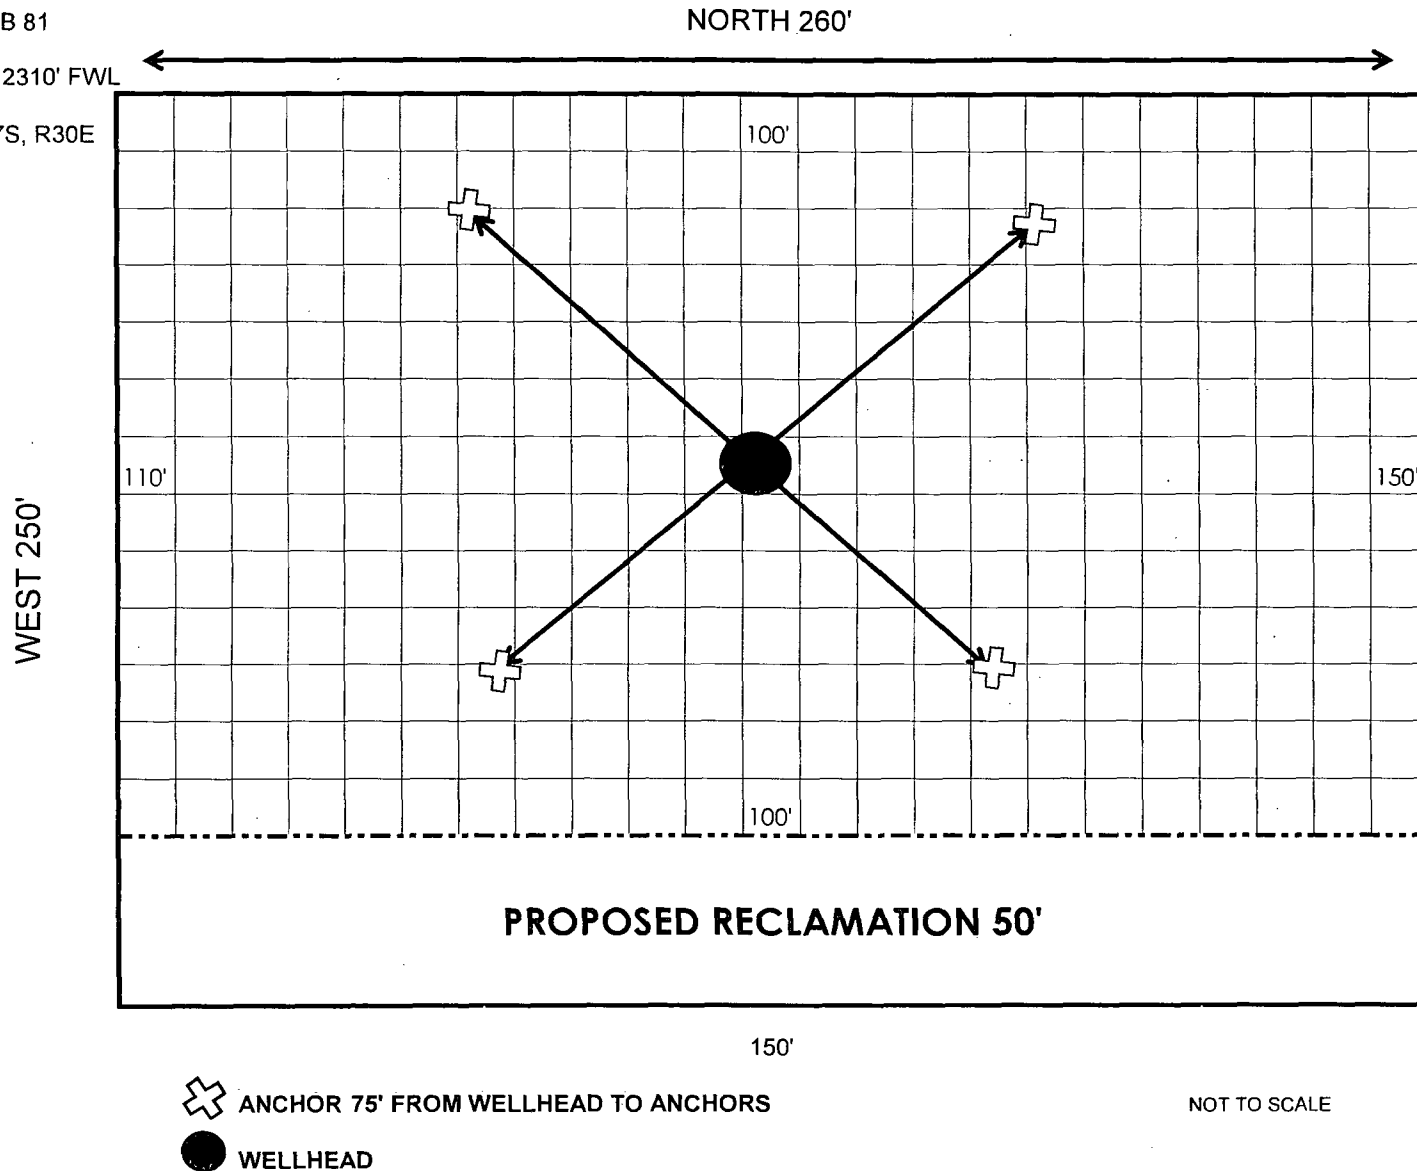 B 81
NORTH 260'
2310' FWL
S, R30E
100'
110'
150'
WEST 250'
100'
PROPOSED RECLAMATION 50'
150'
ANCHOR 75' FROM WELLHEAD TO ANCHORS
NOT TO SCALE
WELLHEAD